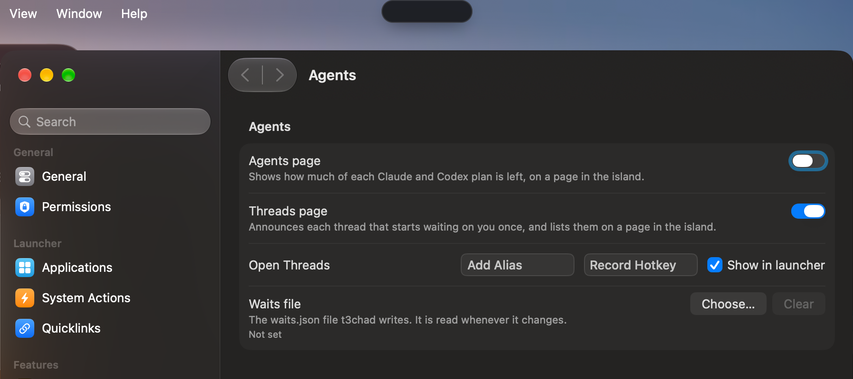 View Window Help
Agents
Search
General
General
Permissions
Launcher
Applications
System Actions
Quicklinks
Features
Agents
Agents page
Shows how much of each Claude and Codex plan is left, on a page in the island.
Threads page
Announces each thread that starts waiting on you once, and lists them on a page in the island.
Open Threads Add Alias Record Hotkey Show in launcher
Waits file Choose... Clear
The waits.json file t3chad writes. It is read whenever it changes.
Not set